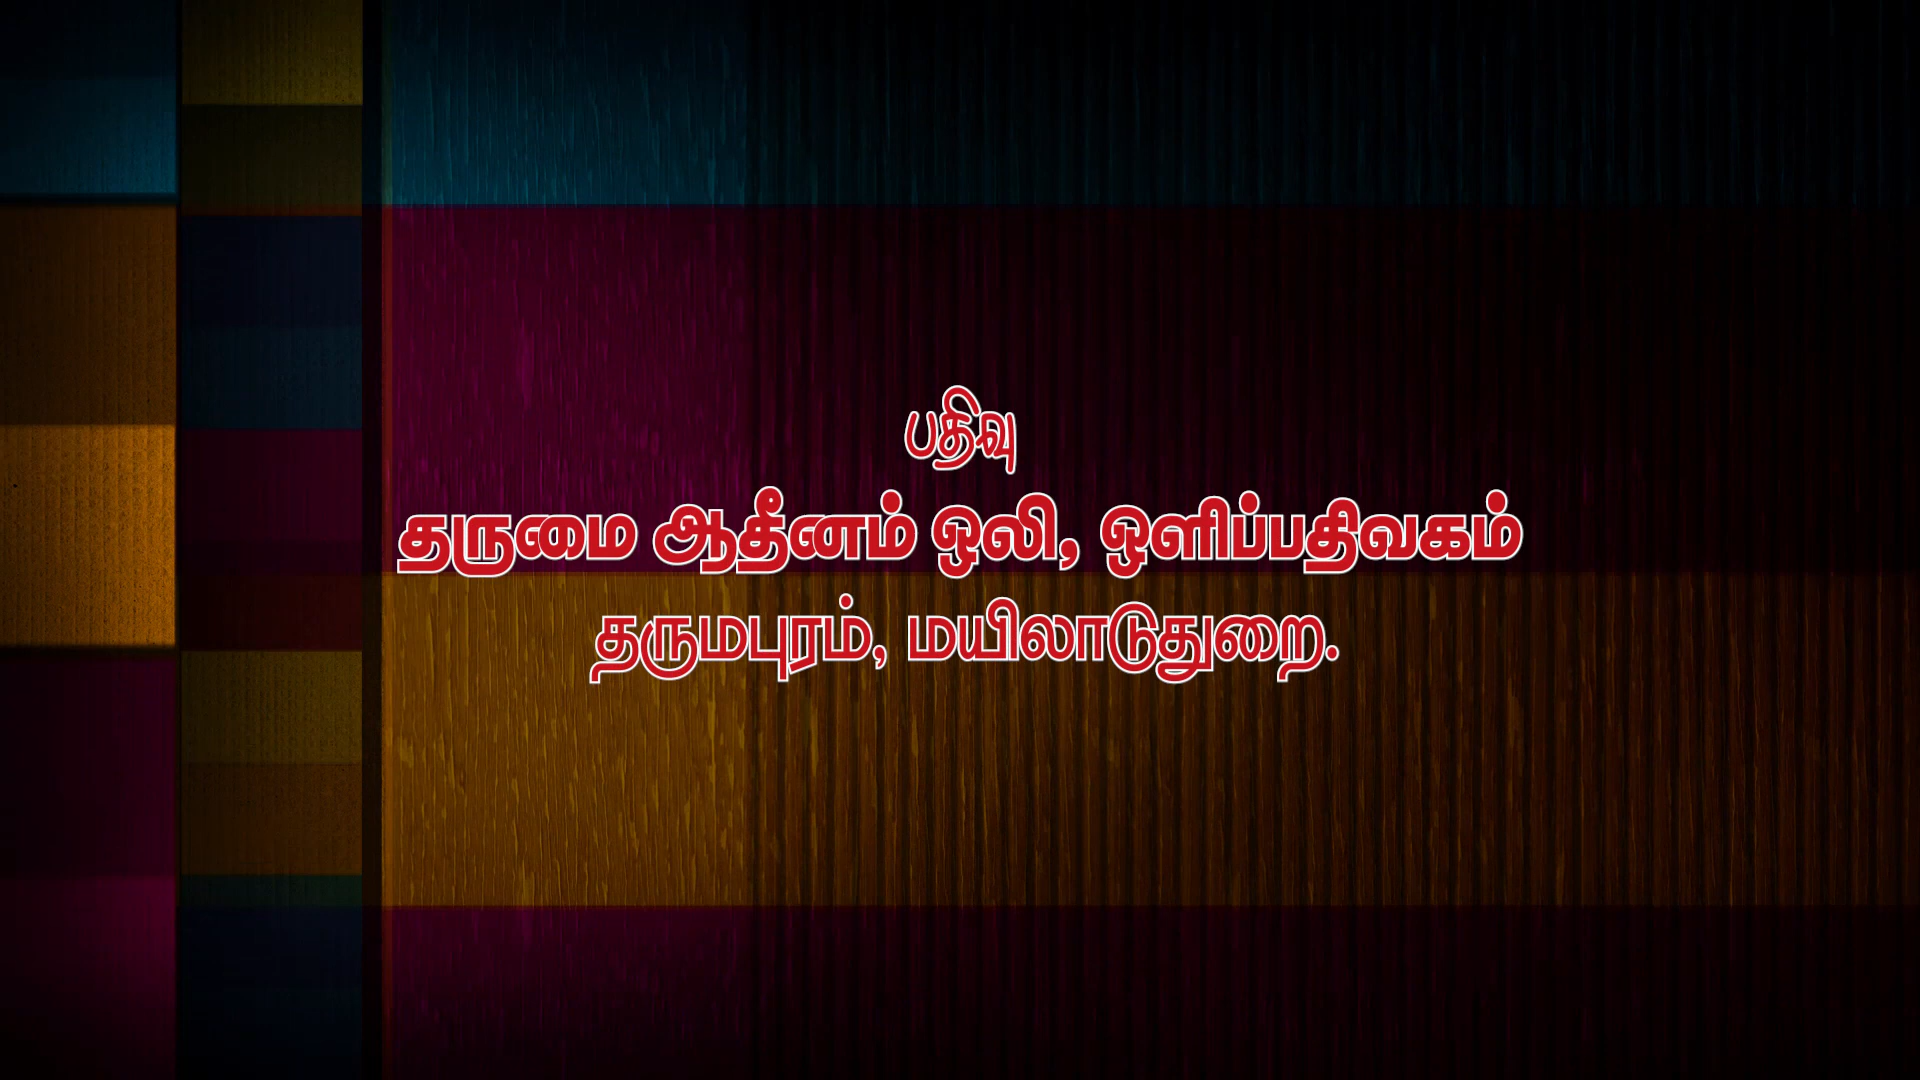 பதிவு
தருமை ஆதீனம் ஒலி, ஒளிப்பதிவகம்
தருமபுரம், மயிலாடுதுறை.